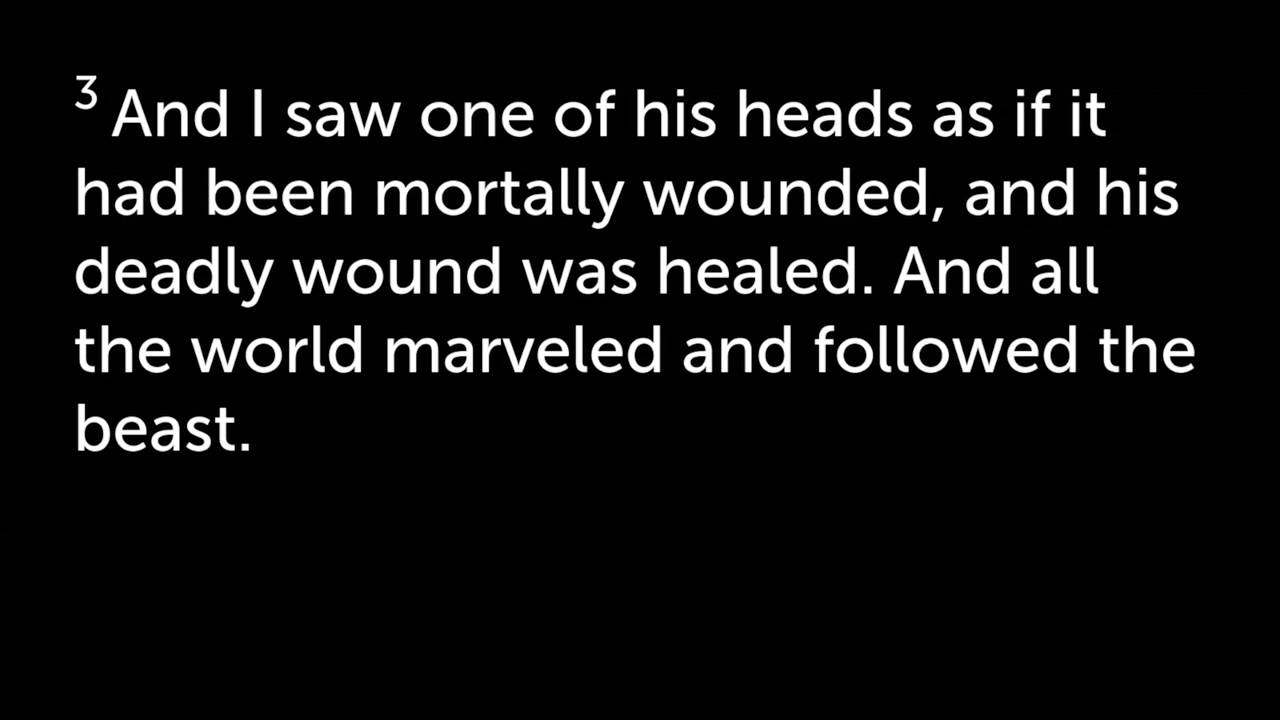 3 And I saw one of his heads as if it
had been mortally wounded, and his
deadly wound was healed. And all
the world marveled and followed the
beast.